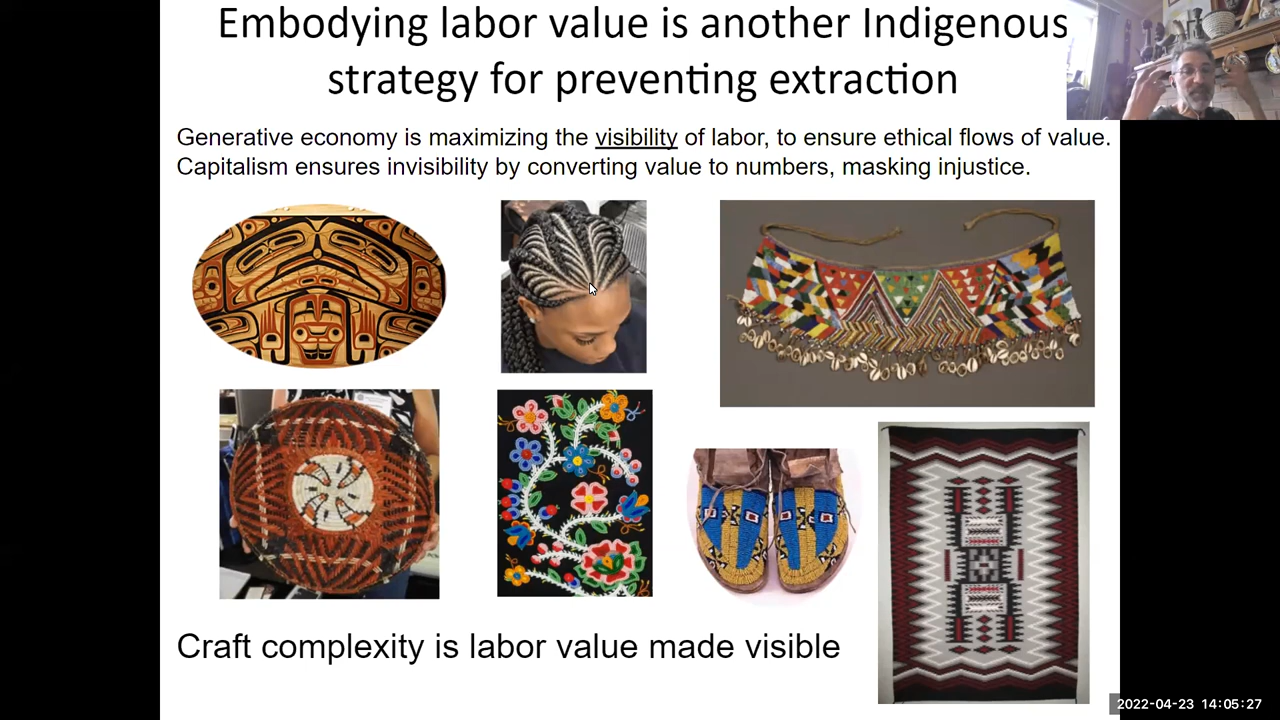 Embodying labor value is another Indigenous
strategy for preventing extraction
Generative economy is maximizing the visibility of labor, to ensure ethical flows of value.
Capitalism ensures invisibility by converting value to numbers, masking injustice.
Craft complexity is labor value made visible
2022-04-23 14:05:27